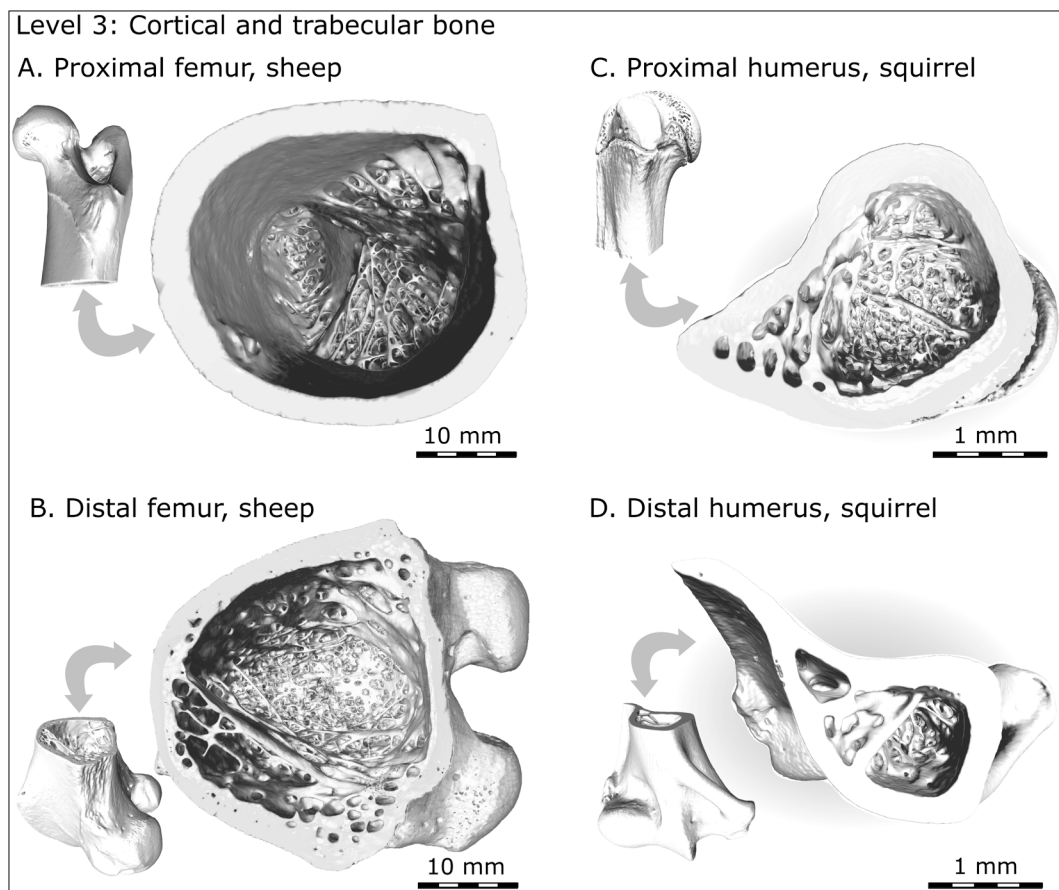 Level 3: Cortical and trabecular bone
A. Proximal femur, sheep
C. Proximal humerus, squirrel
10 mm
1 mm
B. Distal femur, sheep
D. Distal humerus, squirrel
10 mm
1 mm